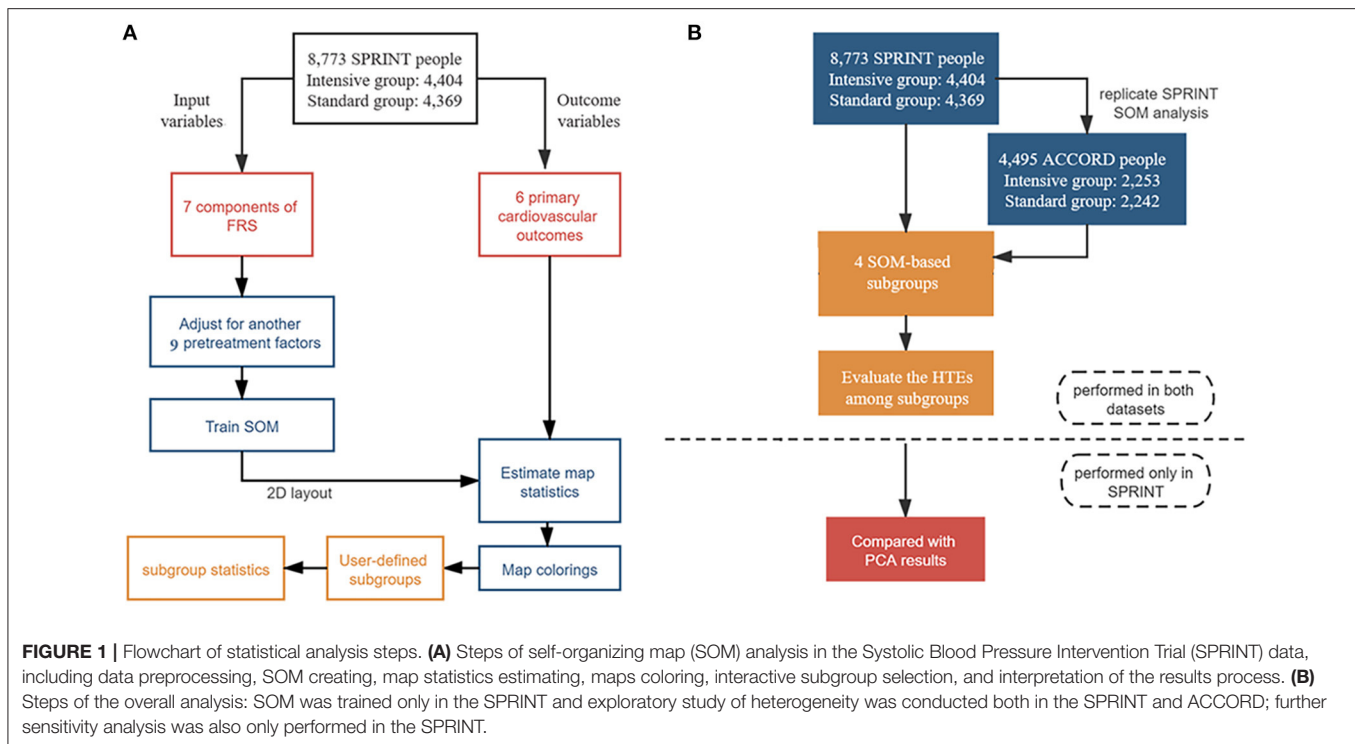 A
8,773 SPRINT people
Intensive group: 4,404
Standard group: 4,369
Input
variables
Outcome
variables
7 components of
FRS
6 primary
cardiovascular
outcomes
Adjust for another
9 pretreatment factors
Train SOM
2D layout
Estimate map
statistics
subgroup statistics
User-defined
subgroups
Map colorings
B
8,773 SPRINT people
Intensive group: 4,404
Standard group: 4,369
replicate SPRINT
SOM analysis
4,495 ACCORD people
Intensive group: 2,253
Standard group: 2,242
4 SOM-based
subgroups
Evaluate the HTEs
among subgroups
performed in both
datasets
performed only in
SPRINT
Compared with
PCA results
FIGURE 1 | Flowchart of statistical analysis steps. (A) Steps of self-organizing map (SOM) analysis in the Systolic Blood Pressure Intervention Trial (SPRINT) data,
including data preprocessing, SOM creating, map statistics estimating, maps coloring, interactive subgroup selection, and interpretation of the results process. (B)
Steps of the overall analysis: SOM was trained only in the SPRINT and exploratory study of heterogeneity was conducted both in the SPRINT and ACCORD; further
sensitivity analysis was also only performed in the SPRINT.